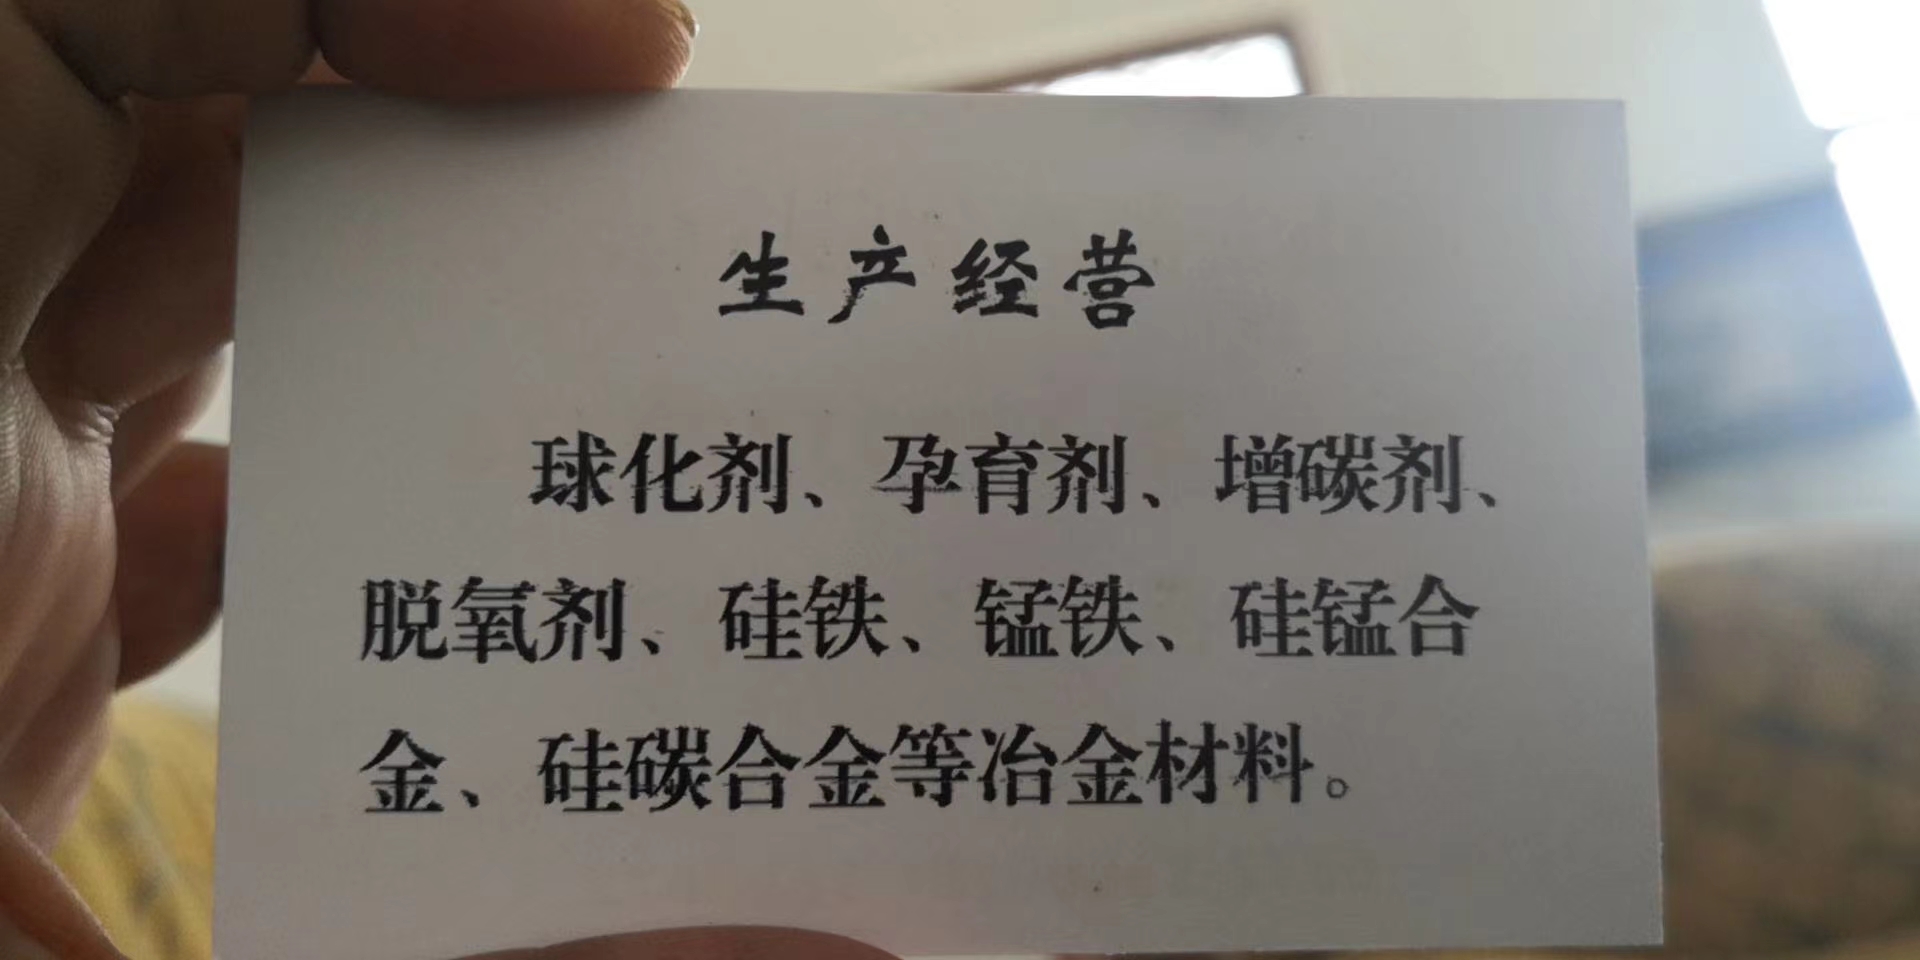 生产经营
球化剂、孕育剂、增碳剂、
脱氧剂、硅铁、锰铁、硅锰合
金、硅碳合金等冶金材料。